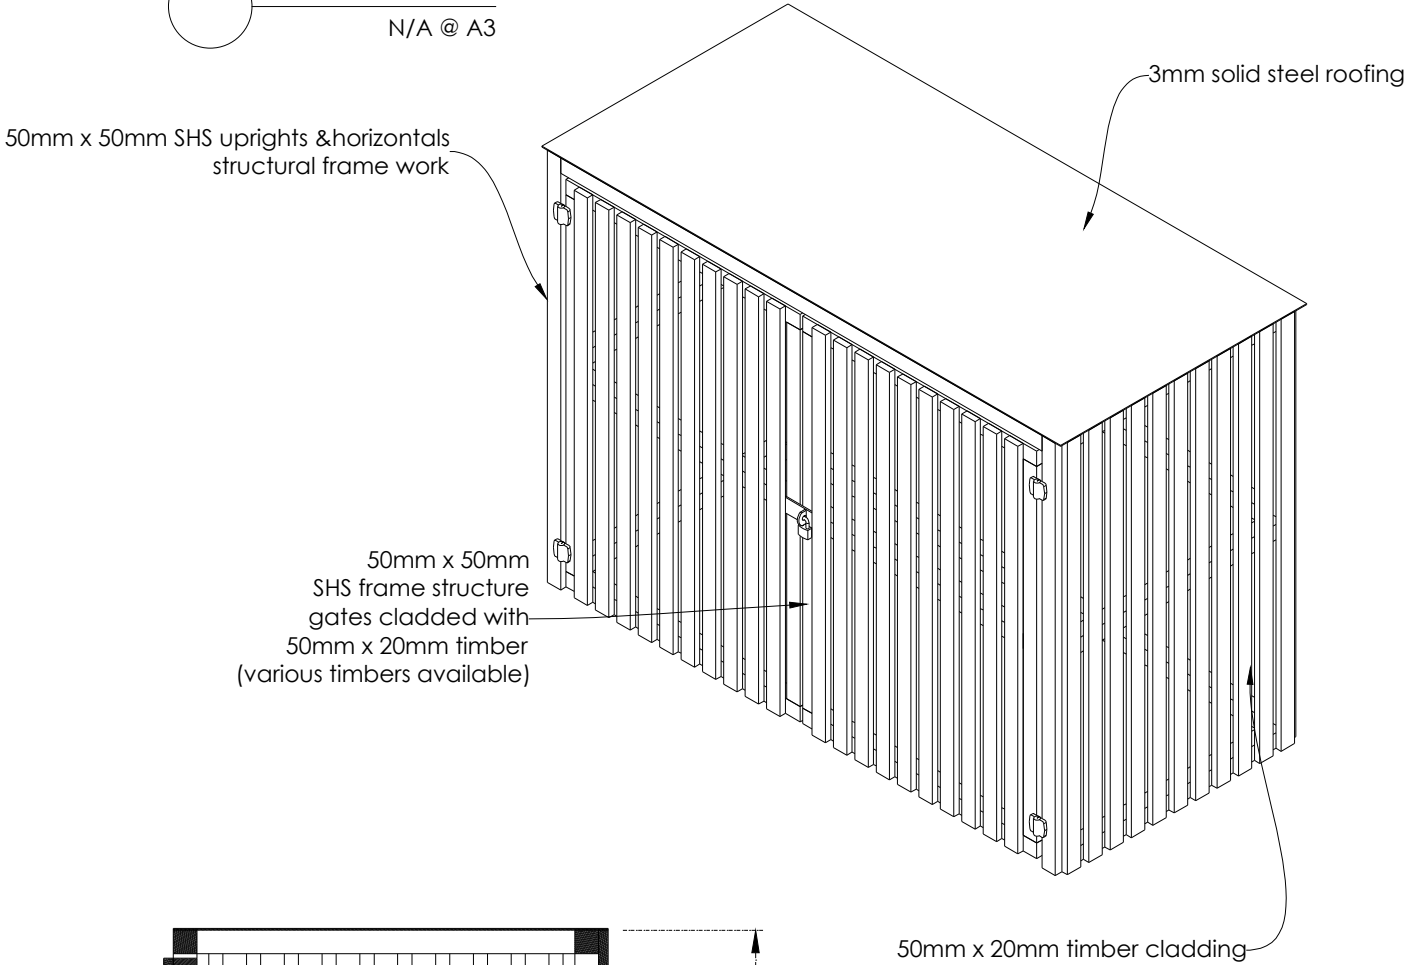 N/A @ A3
3mm solid steel roofing
50mm x 50mm SHS uprights &horizontals
structural frame work
50mm x 50mm
SHS frame structure
gates cladded with
50mm x 20mm timber
(various timbers available)
50mm x 20mm timber cladding